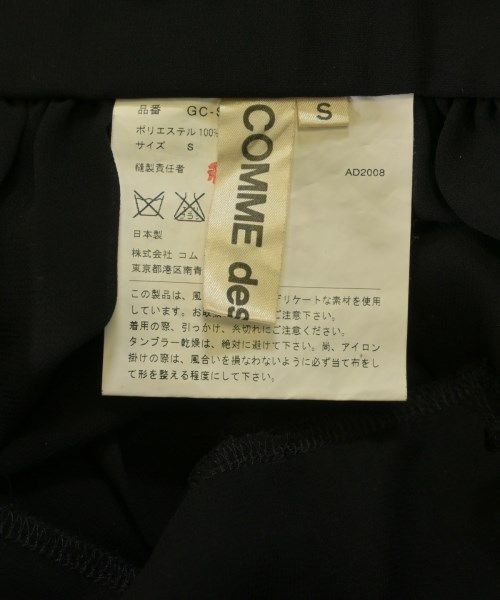 品番 GC-S
S
ポリエステル 100%
サイズ S
縫製責任者
AD2008
日本製
株式会社 コム
東京都港区南青
COMME des
この製品は、風 デリケートな素材を使用
しています。お取扱 ご注意下さい。
着用の際、引っかけ、糸切れにご注意ください。
タンブラー乾燥は、絶対に避けて下さい。尚、アイロン
掛けの際は、風合いを損なわないように必ず当て布をし
て形を整える程度にして下さい。